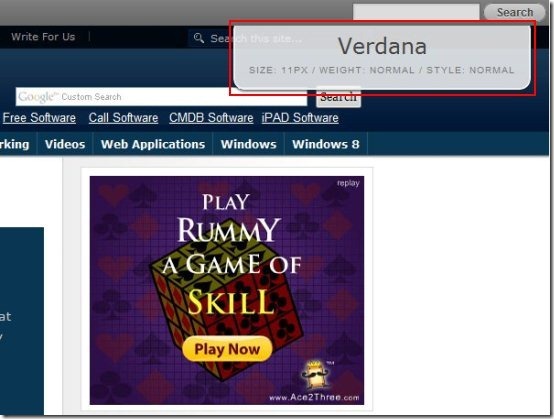 Search
Write For Us
Search this site...
Verdana
SIZE: 11PX / WEIGHT: NORMAL / STYLE: NORMAL
Google™ Custom Search
Search
Free Software Call Software CMDB Software iPAD Software
rking Videos Web Applications Windows Windows 8
replay
PLAY
RUMMY
A GAME OF
SKILL
Play Now
at
www.Ace2Three.com